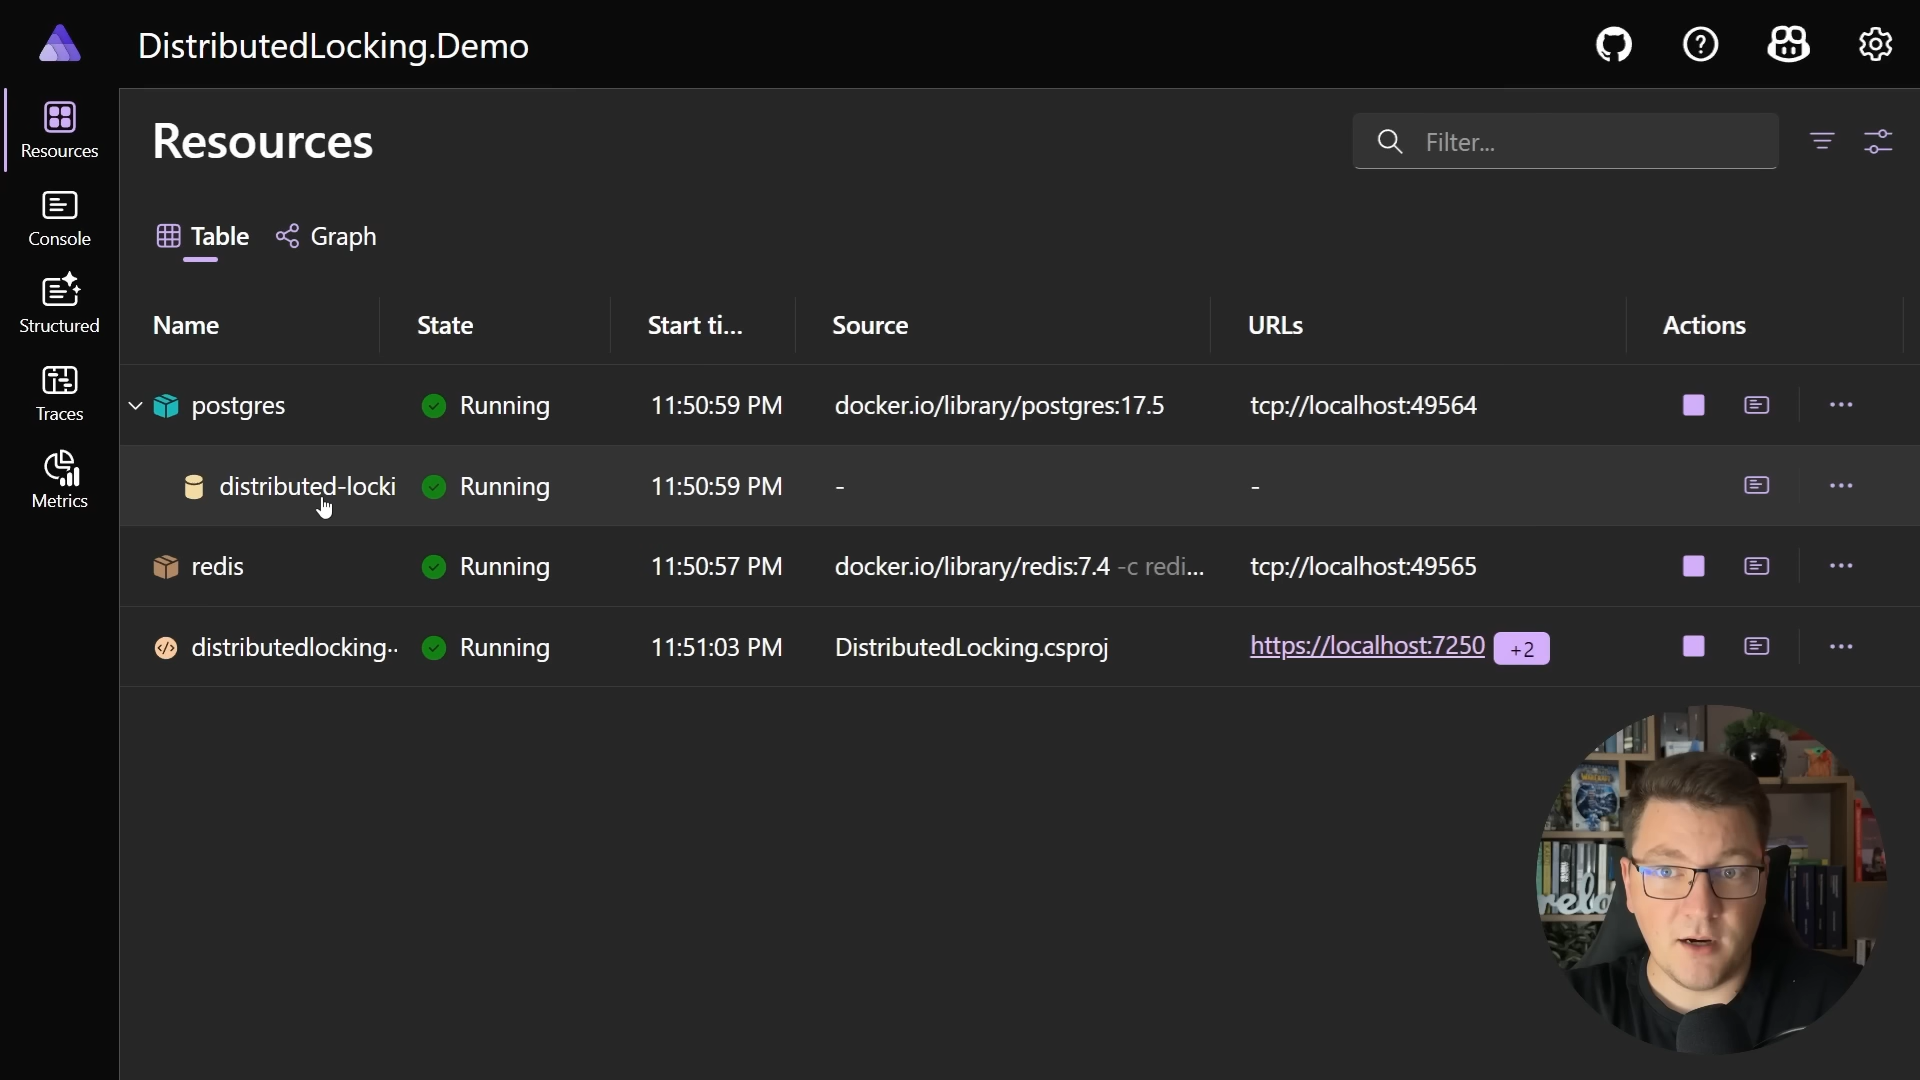 DistributedLocking.Demo
Resources
Console
Structured
Traces
Metrics
Resources
Filter...
Table Graph
Name State Start ti... Source URLs Actions
postgres Running 11:50:59 PM docker.io/library/postgres:17.5 tcp://localhost:49564
distributed-locki Running 11:50:59 PM - -
redis Running 11:50:57 PM docker.io/library/redis:7.4 -c redi... tcp://localhost:49565
distributedlocking·· Running 11:51:03 PM DistributedLocking.csproj https://localhost:7250 +2